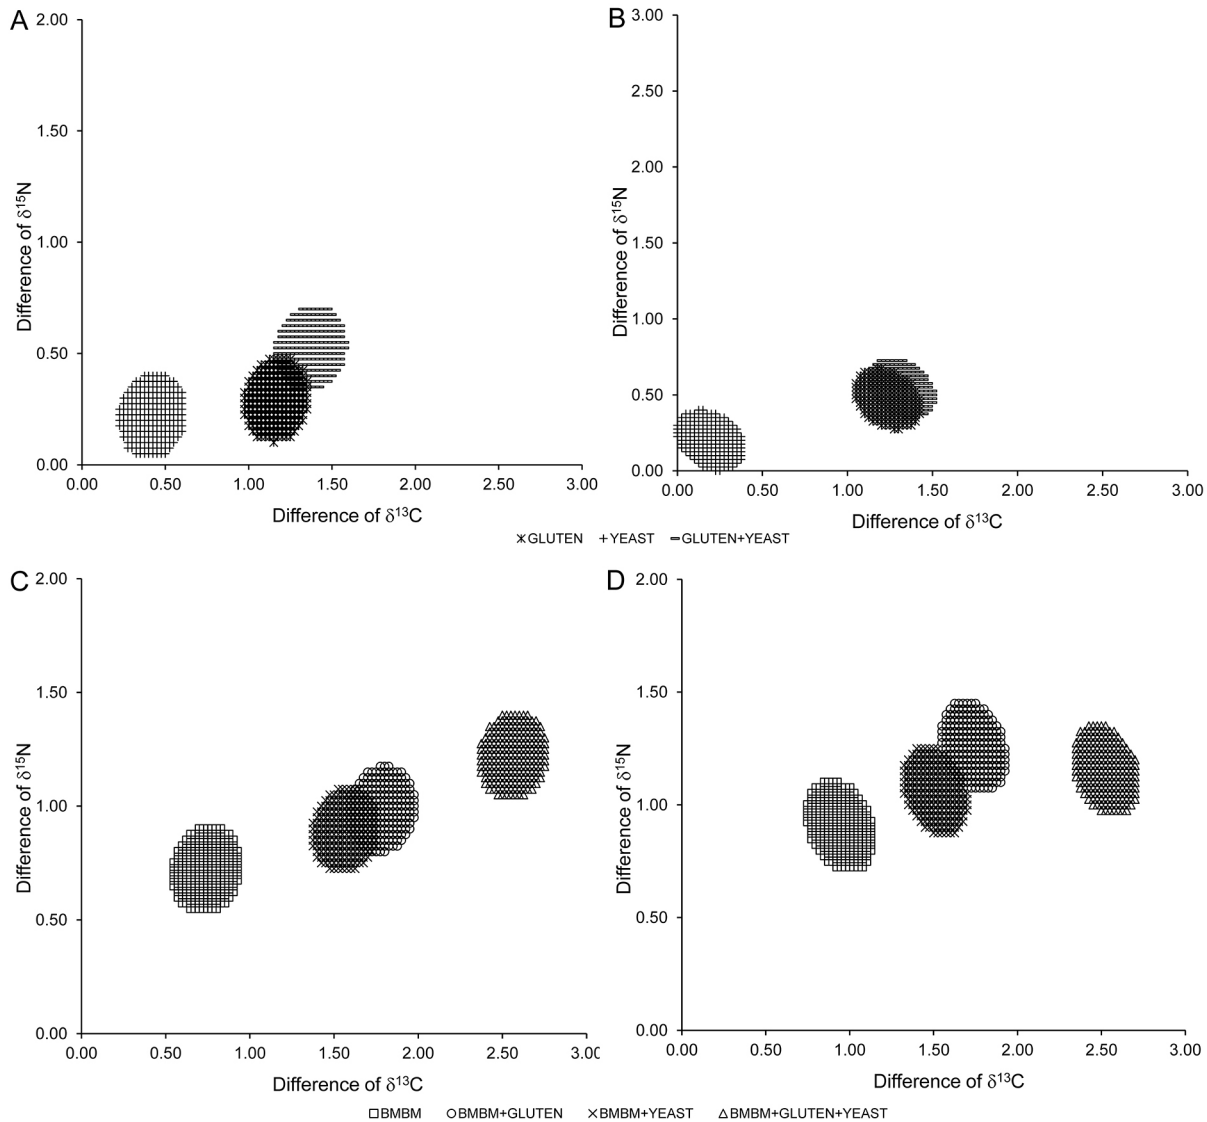 A
2.00
1.50
1.00
0.50
0.00
0.00 0.50 1.00 1.50 2.00 2.50 3.00
Difference of δ15N
Difference of δ13C
B
3.00
2.50
2.00
1.50
1.00
0.50
0.00
0.00 0.50 1.00 1.50 2.00 2.50 3.00
Difference of δ15N
Difference of δ13C
GLUTEN YEAST GLUTEN+YEAST
C
2.00
1.50
1.00
0.50
0.00
0.00 0.50 1.00 1.50 2.00 2.50 3.00
Difference of δ15N
Difference of δ13C
D
2.00
1.50
1.00
0.50
0.00
0.00 0.50 1.00 1.50 2.00 2.50 3.00
Difference of δ15N
Difference of δ13C
BMBM BMBM+GLUTEN BMBM+YEAST BMBM+GLUTEN+YEAST